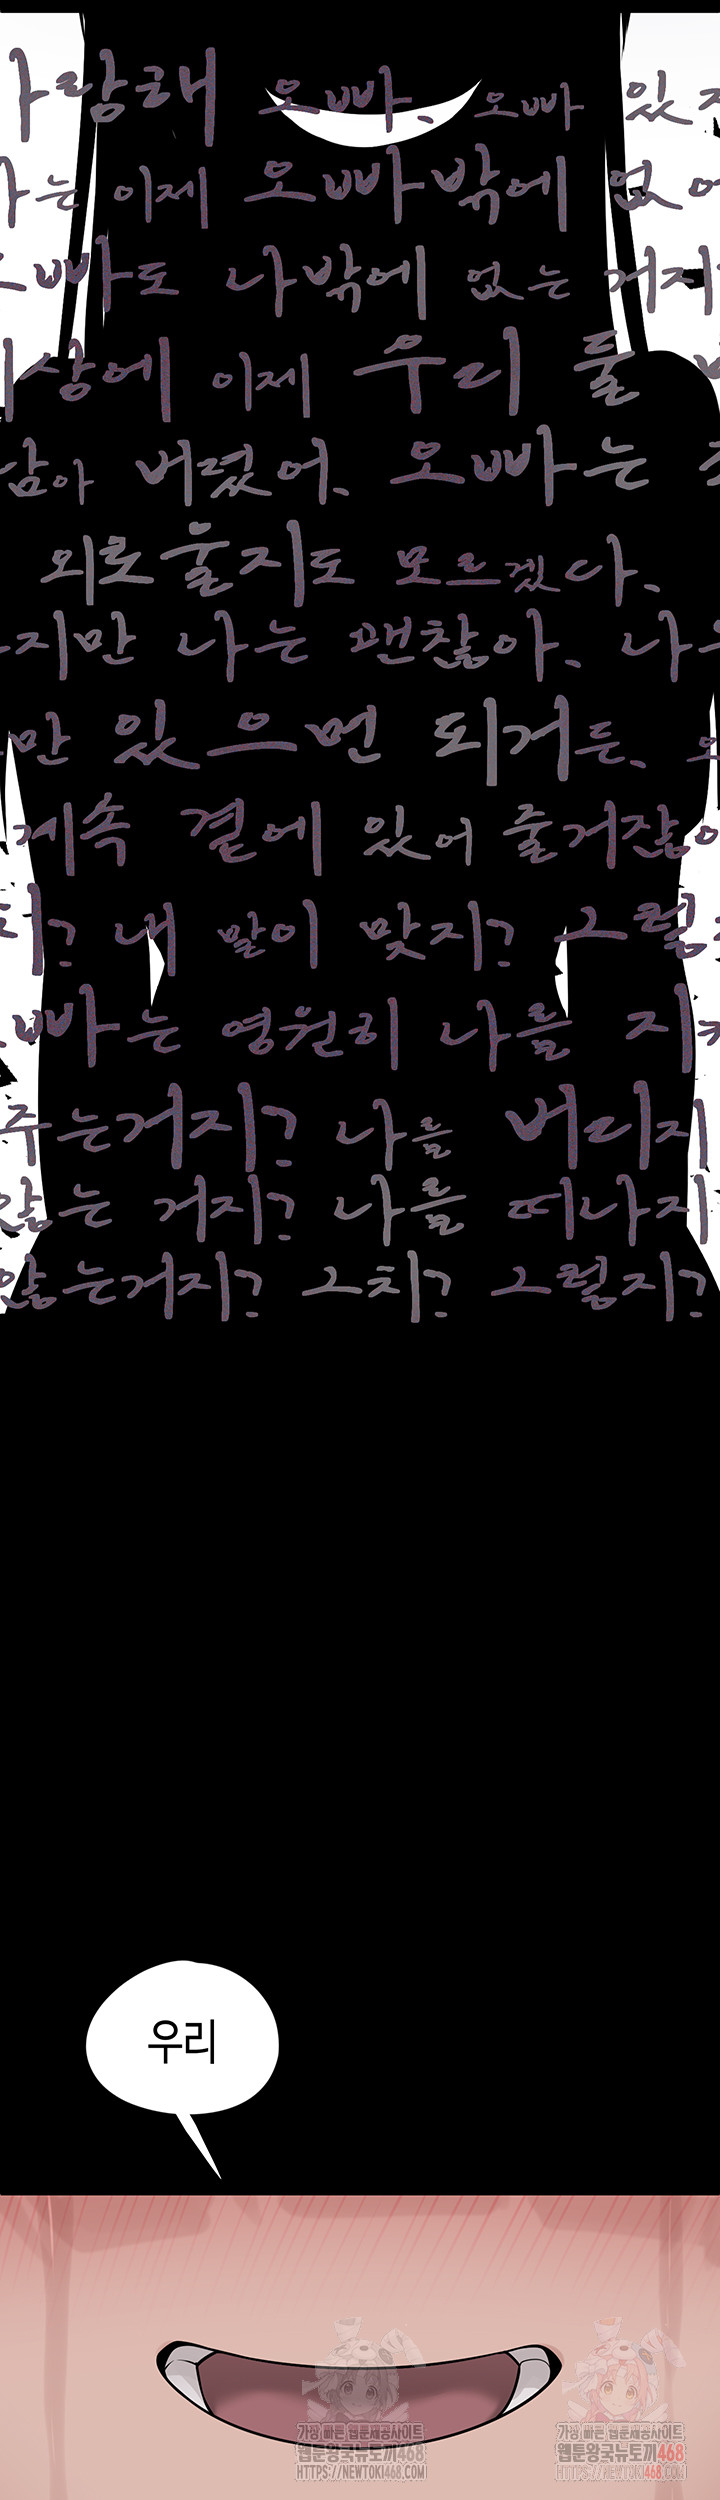 사랑해 오빠. 오빠 있지
나는 이제 오빠밖에 없어
오빠도 나밖에 없는 거지
세상에 이제 우리 둘
남아 버렸어. 오빠는
외로울지도 모르겠다.
하지만 나는 괜찮아. 나는
만 있으면 되거든. 오
계속 곁에 있어 줄거잖아
내 말이 맞지? 그럼
오빠는 영원히 나를 지켜
주는거지? 나를 버리지
않는 거지? 나를 떠나지
않는거지? 그치? 그럼지?
우리
가장 빠른 웹툰제공사이트
웹툰왕국뉴토끼468
HTTPS://NEWTOKI468.COM
가장 빠른 웹툰제공사이트
웹툰왕국뉴토끼468
HTTPS://NEWTOKI468.COM